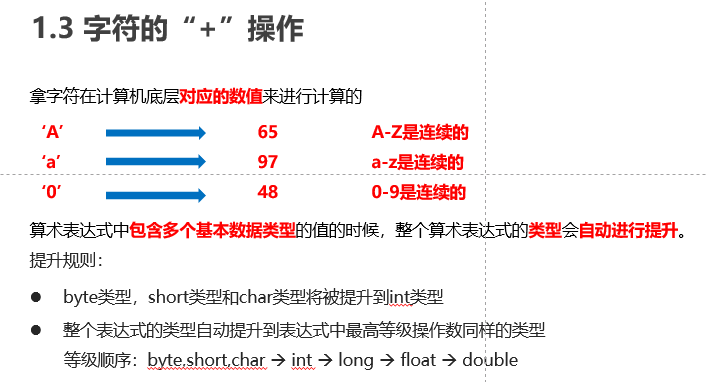 1.3 字符的“+”操作
拿字符在计算机底层对应的数值来进行计算的
‘A’ 65 A-Z是连续的
‘a’ 97 a-z是连续的
‘0’ 48 0-9是连续的
算术表达式中包含多个基本数据类型的值的时候，整个算术表达式的类型会自动进行提升。
提升规则：
● byte类型，short类型和char类型将被提升到int类型
● 整个表达式的类型自动提升到表达式中最高等级操作数同样的类型
等级顺序：byte,short,char → int → long → float → double